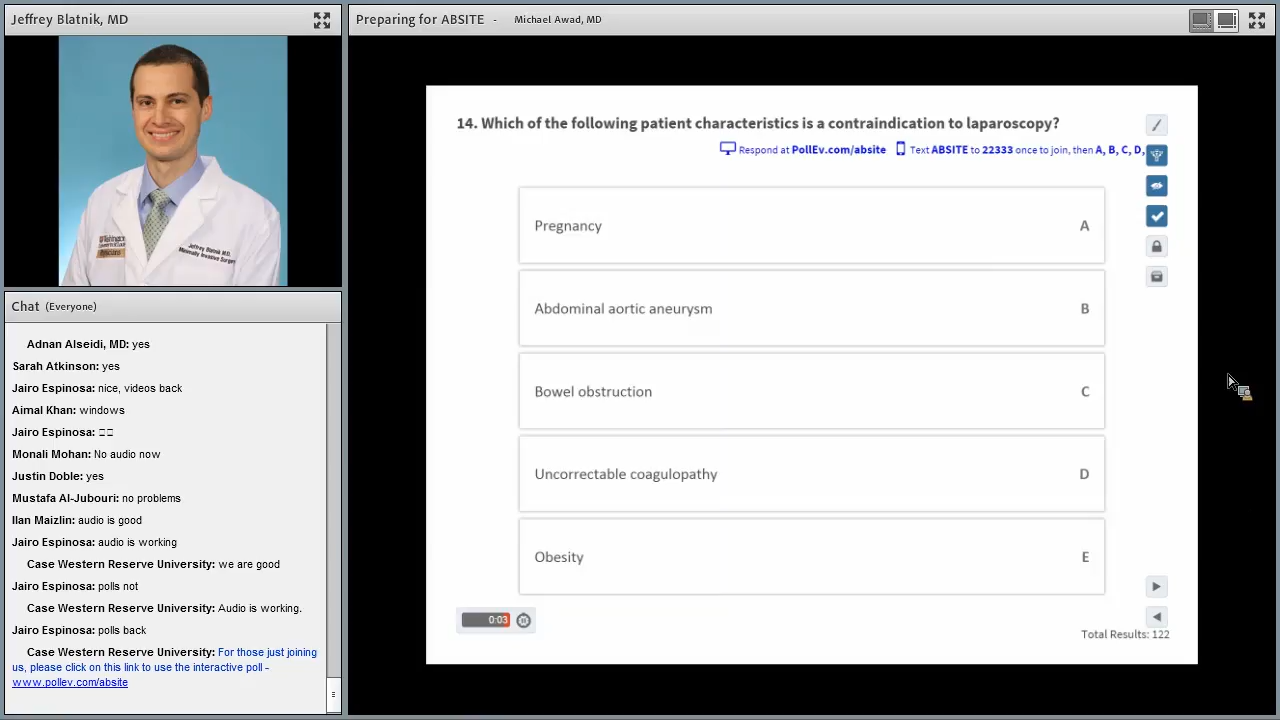 Jeffrey Blatnik, MD
Preparing for ABSITE - Michael Awad, MD
Jeffrey Blatnik M.D.
Minimally Invasive Surgery
Chat (Everyone)
Adnan Alseidi, MD: yes
Sarah Atkinson: yes
Jairo Espinosa: nice, videos back
Aimal Khan: windows
Jairo Espinosa:
Monali Mohan: No audio now
Justin Doble: yes
Mustafa Al-Jubouri: no problems
Ilan Maizlin: audio is good
Jairo Espinosa: audio is working
Case Western Reserve University: we are good
Jairo Espinosa: polls not
Case Western Reserve University: Audio is working.
Jairo Espinosa: polls back
Case Western Reserve University: For those just joining
us, please click on this link to use the interactive poll -
www.pollev.com/absite
14. Which of the following patient characteristics is a contraindication to laparoscopy?
Respond at PollEv.com/absite Text ABSITE to 22333 once to join, then A, B, C, D,
Pregnancy A
Abdominal aortic aneurysm B
Bowel obstruction C
Uncorrectable coagulopathy D
Obesity E
0:03
Total Results: 122